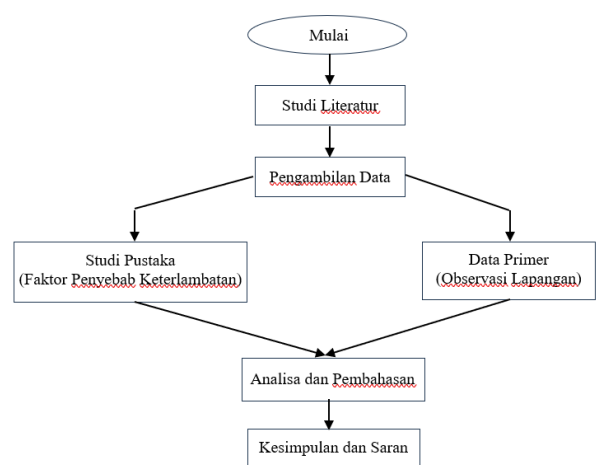 Mulai
Studi Literatur
Pengambilan Data
Studi Pustaka
(Faktor Penyebab Keterlambatan)
Data Primer
(Observasi Lapangan)
Analisa dan Pembahasan
Kesimpulan dan Saran